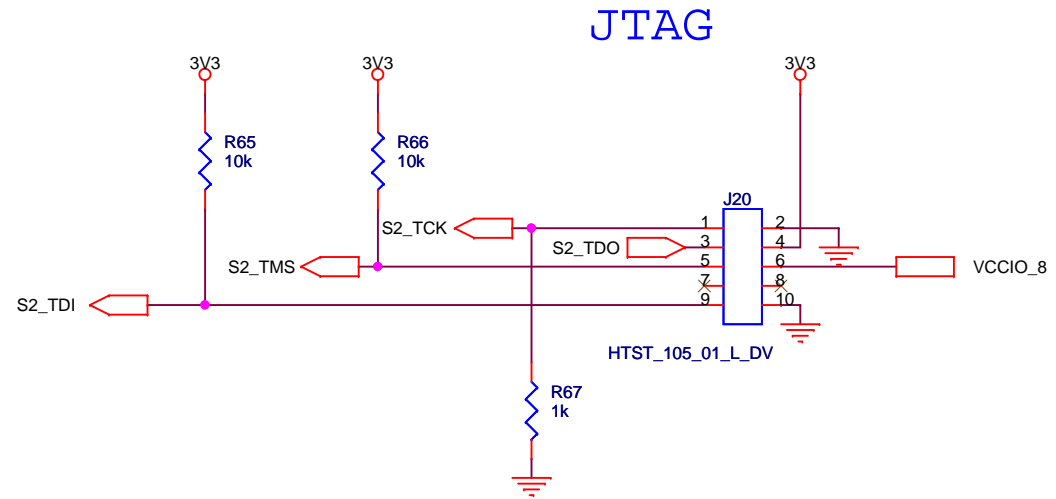 JTAG
3V3
3V3
3V3
R65
10k
R66
10k
J20
S2_TCK
1
2
S2_TDO
3
4
S2_TMS
5
6
VCCIO_8
7
8
S2_TDI
9
10
HTST_105_01_L_DV
R67
1k